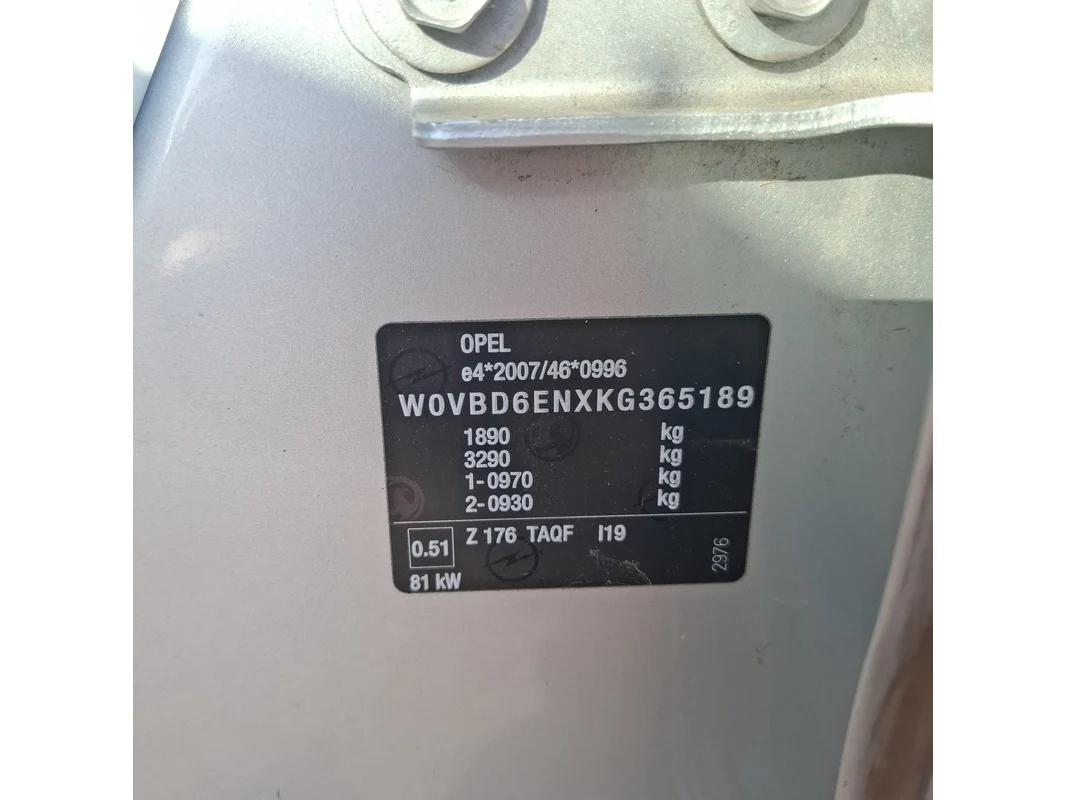 OPEL
e4*2007/46*0996
W0VBD6ENXKG365189
1890 kg
3290 kg
1-0970 kg
2-0930 kg
0.51 Z 176 TAQF I19
81 kW
2976